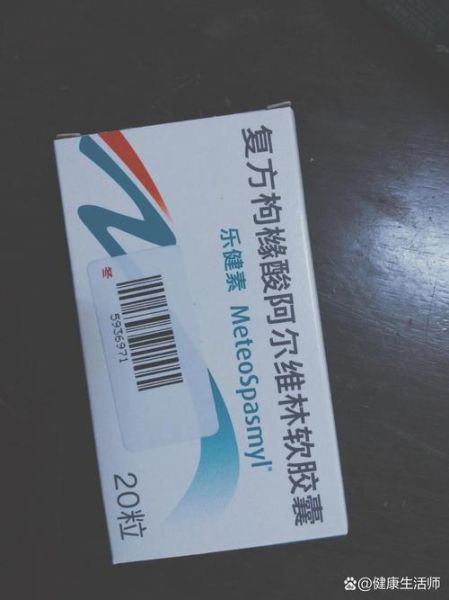 复方枸橼酸阿尔维林软胶囊
乐健素 MeteoSpasmyl®
5936971
20粒
@健康生活师